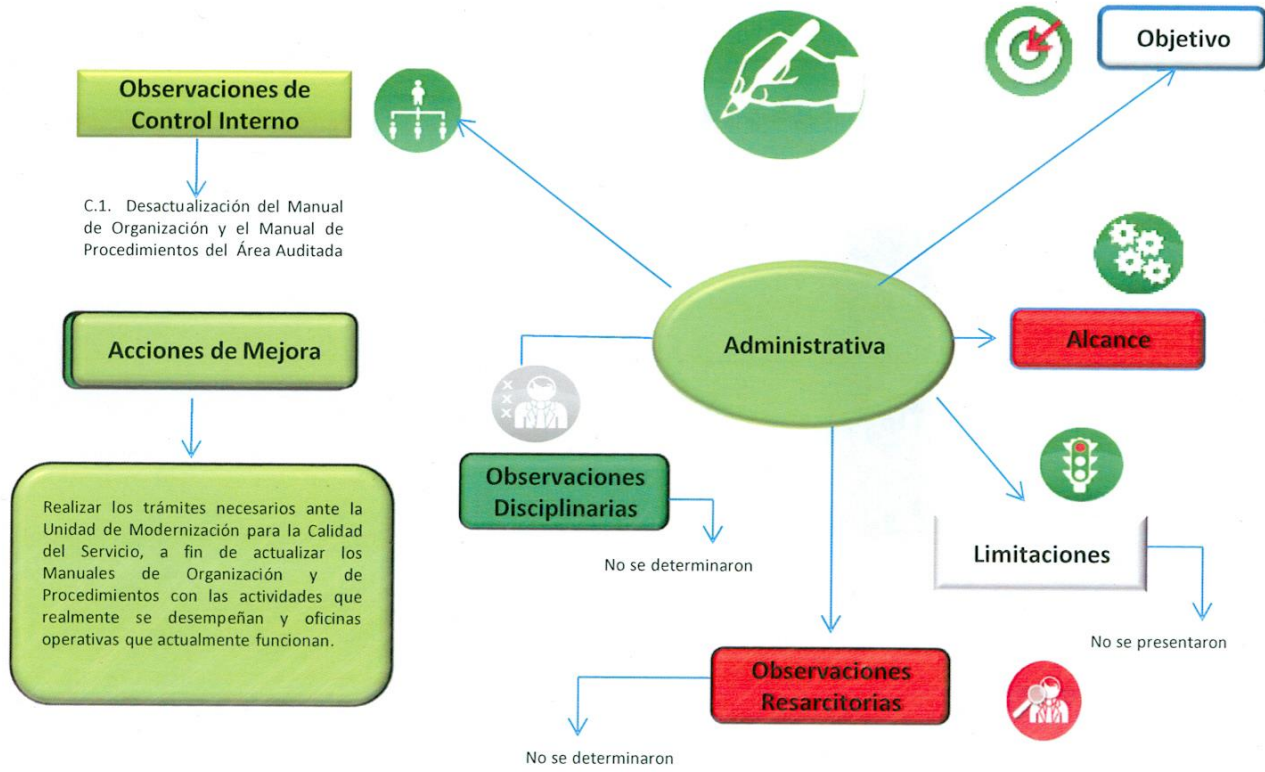 Objetivo
Observaciones de
Control Interno
C.1. Desactualización del Manual
de Organización y el Manual de
Procedimientos del Área Auditada
Acciones de Mejora
Administrativa
Alcance
Observaciones
Disciplinarias
No se determinaron
Realizar los trámites necesarios ante la
Unidad de Modernización para la Calidad
del Servicio, a fin de actualizar los
Manuales de Organización y de
Procedimientos con las actividades que
realmente se desempeñan y oficinas
operativas que actualmente funcionan.
Limitaciones
No se presentaron
Observaciones
Resarcitorias
No se determinaron